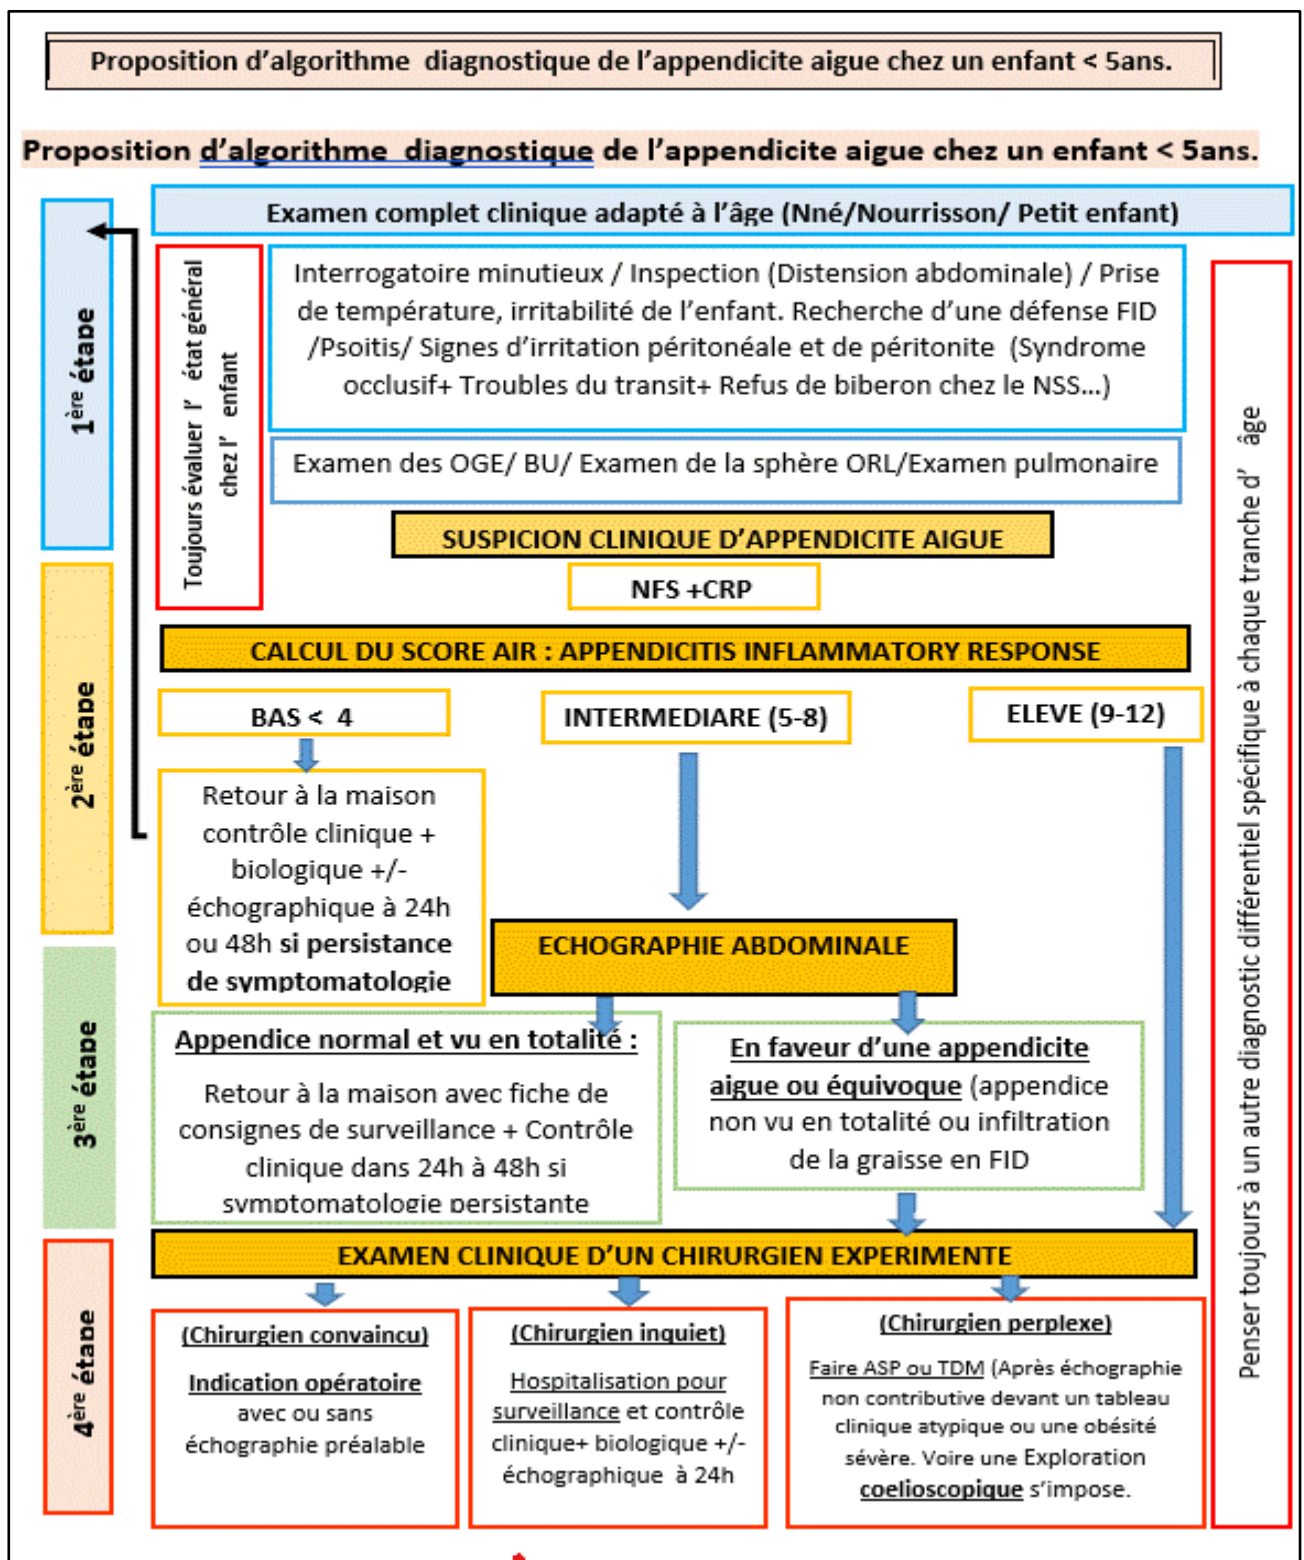 Proposition d'algorithme diagnostique de l'appendicite aigue chez un enfant < 5ans.
Proposition d'algorithme diagnostique de l'appendicite aigue chez un enfant < 5ans.
1ère étape
Examen complet clinique adapté à l'âge (Nné/Nourrisson/ Petit enfant)
Toujours évaluer l' état général
chez l' enfant
Interrogatoire minutieux / Inspection (Distension abdominale) / Prise
de température, irritabilité de l'enfant. Recherche d'une défense FID
/Psoitis/ Signes d'irritation péritonéale et de péritonite (Syndrome
occlusif+ Troubles du transit+ Refus de biberon chez le NSS...)
Examen des OGE/ BU/ Examen de la sphère ORL/Examen pulmonaire
SUSPICION CLINIQUE D'APPENDICITE AIGUE
2ère étape
NFS +CRP
CALCUL DU SCORE AIR : APPENDICITIS INFLAMMATORY RESPONSE
BAS < 4
INTERMEDIARE (5-8)
ELEVE (9-12)
Retour à la maison
contrôle clinique +
biologique +/-
échographique à 24h
ou 48h si persistance
de symptomatologie
3ère étape
ECHOGRAPHIE ABDOMINALE
Appendice normal et vu en totalité :
Retour à la maison avec fiche de
consignes de surveillance + Contrôle
clinique dans 24h à 48h si
symptomatologie persistante
En faveur d'une appendicite
aigue ou équivoque (appendice
non vu en totalité ou infiltration
de la graisse en FID
4ère étape
EXAMEN CLINIQUE D'UN CHIRURGIEN EXPERIMENTE
(Chirurgien convaincu)
Indication opératoire
avec ou sans
échographie préalable
(Chirurgien inquiet)
Hospitalisation pour
surveillance et contrôle
clinique+ biologique +/-
échographique à 24h
(Chirurgien perplexe)
Faire ASP ou TDM (Après échographie
non contributive devant un tableau
clinique atypique ou une obésité
sévère. Voire une Exploration
coelioscopique s'impose.
Penser toujours à un autre diagnostic différentiel spécifique à chaque tranche d' âge